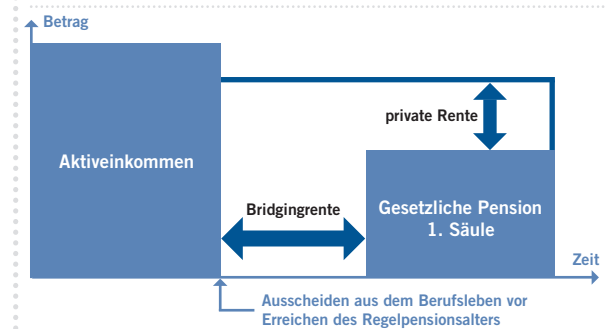 Betrag
private Rente
Aktiveinkommen
Bridgingrente
Gesetzliche Pension
1. Säule
Zeit
Ausscheiden aus dem Berufsleben vor
Erreichen des Regelpensionsalters